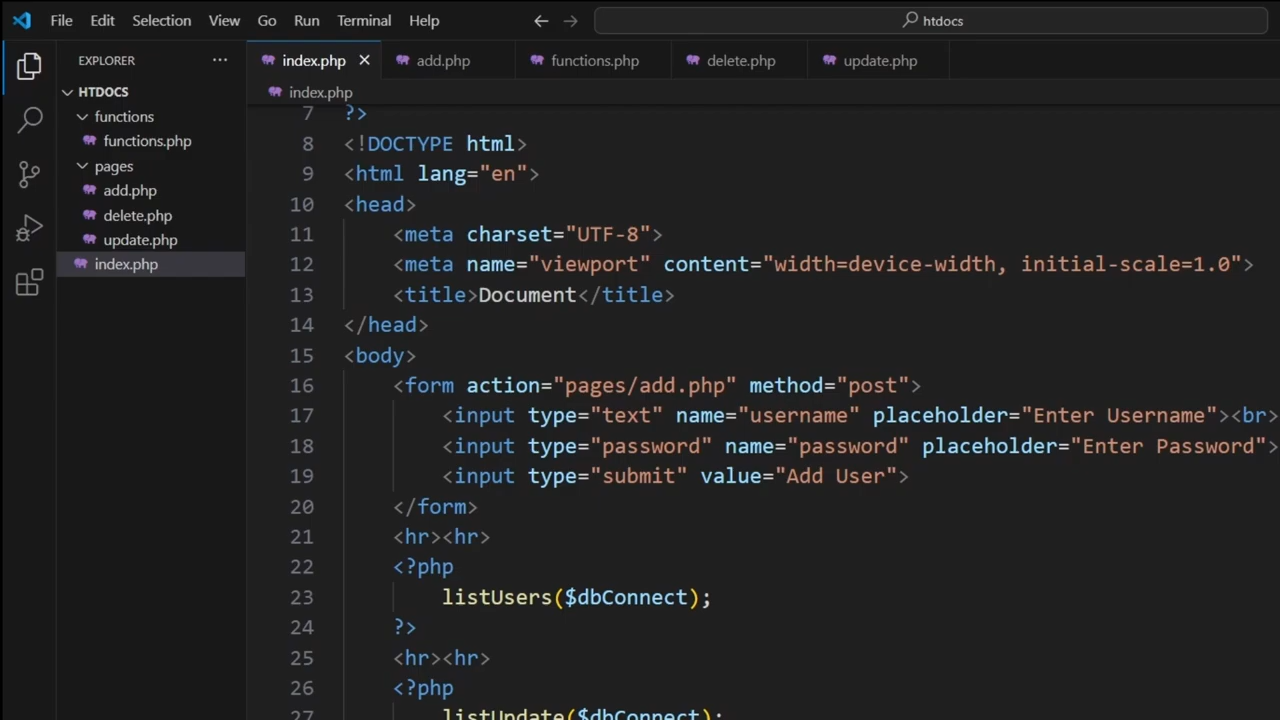 File Edit Selection View Go Run Terminal Help
htdocs
EXPLORER
HTDOCS
functions
functions.php
pages
add.php
delete.php
update.php
index.php
index.php add.php functions.php delete.php update.php
index.php
7 ?>
8 <!DOCTYPE html>
9 <html lang="en">
10 <head>
11 <meta charset="UTF-8">
12 <meta name="viewport" content="width=device-width, initial-scale=1.0">
13 <title>Document</title>
14 </head>
15 <body>
16 <form action="pages/add.php" method="post">
17 <input type="text" name="username" placeholder="Enter Username"><br>
18 <input type="password" name="password" placeholder="Enter Password">
19 <input type="submit" value="Add User">
20 </form>
21 <hr><hr>
22 <?php
23 listUsers($dbConnect);
24 ?>
25 <hr><hr>
26 <?php
27 listUpdate($dbConnect);